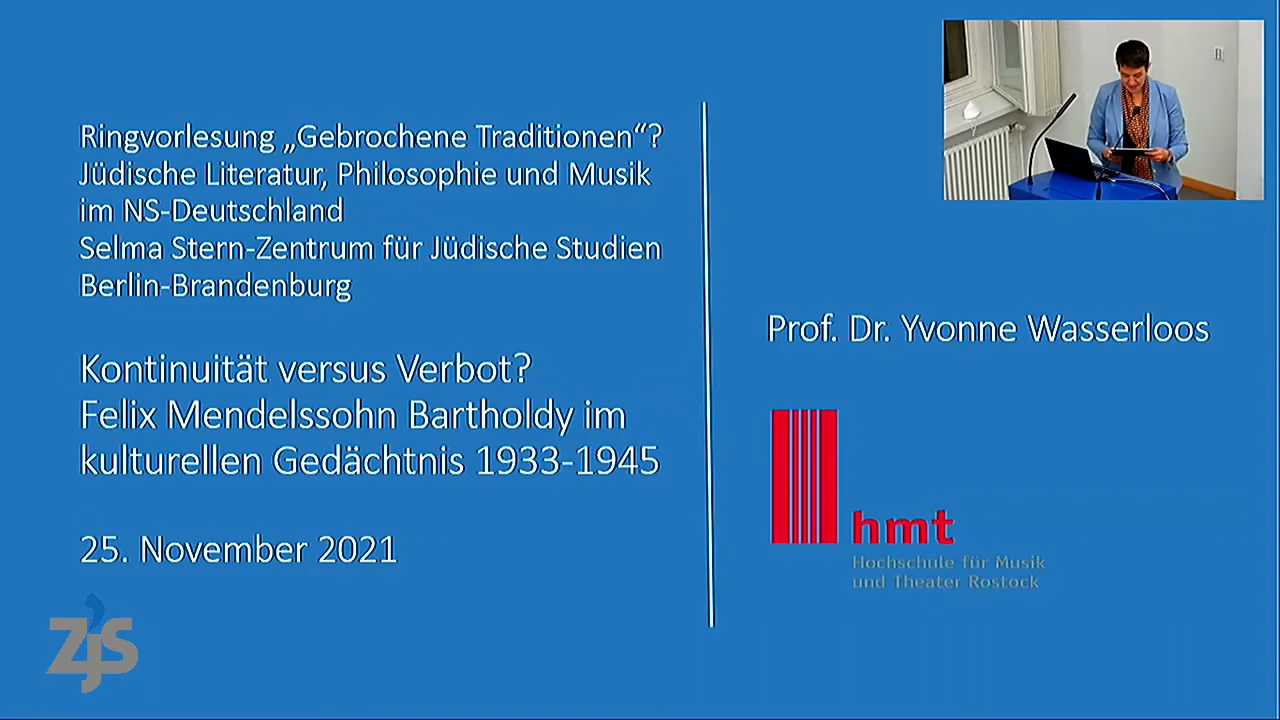 Ringvorlesung „Gebrochene Traditionen“?
Jüdische Literatur, Philosophie und Musik
im NS-Deutschland
Selma Stern-Zentrum für Jüdische Studien
Berlin-Brandenburg
Kontinuität versus Verbot?
Felix Mendelssohn Bartholdy im
kulturellen Gedächtnis 1933-1945
25. November 2021
ZJS
Prof. Dr. Yvonne Wasserloos
hmt
Hochschule für Musik
und Theater Rostock